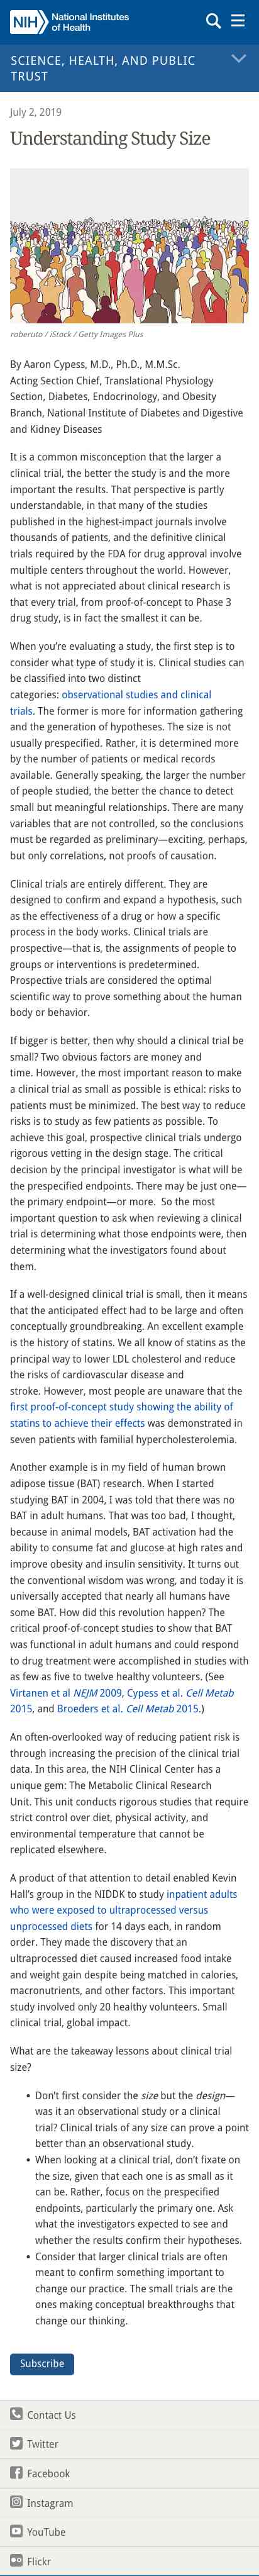 NIH National Institutes
of Health
SCIENCE, HEALTH, AND PUBLIC
TRUST
July 2, 2019
Understanding Study Size
roberuto / iStock / Getty Images Plus
By Aaron Cypess, M.D., Ph.D., M.M.Sc.
Acting Section Chief, Translational Physiology
Section, Diabetes, Endocrinology, and Obesity
Branch, National Institute of Diabetes and Digestive
and Kidney Diseases
It is a common misconception that the larger a
clinical trial, the better the study is and the more
important the results. That perspective is partly
understandable, in that many of the studies
published in the highest-impact journals involve
thousands of patients, and the definitive clinical
trials required by the FDA for drug approval involve
multiple centers throughout the world. However,
what is not appreciated about clinical research is
that every trial, from proof-of-concept to Phase 3
drug study, is in fact the smallest it can be.
When you're evaluating a study, the first step is to
consider what type of study it is. Clinical studies can
be classified into two distinct
categories: observational studies and clinical
trials. The former is more for information gathering
and the generation of hypotheses. The size is not
usually prespecified. Rather, it is determined more
by the number of patients or medical records
available. Generally speaking, the larger the number
of people studied, the better the chance to detect
small but meaningful relationships. There are many
variables that are not controlled, so the conclusions
must be regarded as preliminary—exciting, perhaps,
but only correlations, not proofs of causation.
Clinical trials are entirely different. They are
designed to confirm and expand a hypothesis, such
as the effectiveness of a drug or how a specific
process in the body works. Clinical trials are
prospective—that is, the assignments of people to
groups or interventions is predetermined.
Prospective trials are considered the optimal
scientific way to prove something about the human
body or behavior.
If bigger is better, then why should a clinical trial be
small? Two obvious factors are money and
time. However, the most important reason to make
a clinical trial as small as possible is ethical: risks to
patients must be minimized. The best way to reduce
risks is to study as few patients as possible. To
achieve this goal, prospective clinical trials undergo
rigorous vetting in the design stage. The critical
decision by the principal investigator is what will be
the prespecified endpoints. There may be just one—
the primary endpoint—or more. So the most
important question to ask when reviewing a clinical
trial is determining what those endpoints were, then
determining what the investigators found about
them.
If a well-designed clinical trial is small, then it means
that the anticipated effect had to be large and often
conceptually groundbreaking. An excellent example
is the history of statins. We all know of statins as the
principal way to lower LDL cholesterol and reduce
the risks of cardiovascular disease and
stroke. However, most people are unaware that the
first proof-of-concept study showing the ability of
statins to achieve their effects was demonstrated in
seven patients with familial hypercholesterolemia.
Another example is in my field of human brown
adipose tissue (BAT) research. When I started
studying BAT in 2004, I was told that there was no
BAT in adult humans. That was too bad, I thought,
because in animal models, BAT activation had the
ability to consume fat and glucose at high rates and
improve obesity and insulin sensitivity. It turns out
the conventional wisdom was wrong, and today it is
universally accepted that nearly all humans have
some BAT. How did this revolution happen? The
critical proof-of-concept studies to show that BAT
was functional in adult humans and could respond
to drug treatment were accomplished in studies with
as few as five to twelve healthy volunteers. (See
Virtanen et al NEJM 2009, Cypess et al. Cell Metab
2015, and Broeders et al. Cell Metab 2015.)
An often-overlooked way of reducing patient risk is
through increasing the precision of the clinical trial
data. In this area, the NIH Clinical Center has a
unique gem: The Metabolic Clinical Research
Unit. This unit conducts rigorous studies that require
strict control over diet, physical activity, and
environmental temperature that cannot be
replicated elsewhere.
A product of that attention to detail enabled Kevin
Hall's group in the NIDDK to study inpatient adults
who were exposed to ultraprocessed versus
unprocessed diets for 14 days each, in random
order. They made the discovery that an
ultraprocessed diet caused increased food intake
and weight gain despite being matched in calories,
macronutrients, and other factors. This important
study involved only 20 healthy volunteers. Small
clinical trial, global impact.
What are the takeaway lessons about clinical trial
size?
• Don't first consider the size but the design—
was it an observational study or a clinical
trial? Clinical trials of any size can prove a point
better than an observational study.
• When looking at a clinical trial, don't fixate on
the size, given that each one is as small as it
can be. Rather, focus on the prespecified
endpoints, particularly the primary one. Ask
what the investigators expected to see and
whether the results confirm their hypotheses.
• Consider that larger clinical trials are often
meant to confirm something important to
change our practice. The small trials are the
ones making conceptual breakthroughs that
change our thinking.
Subscribe
Contact Us
Twitter
Facebook
Instagram
YouTube
Flickr